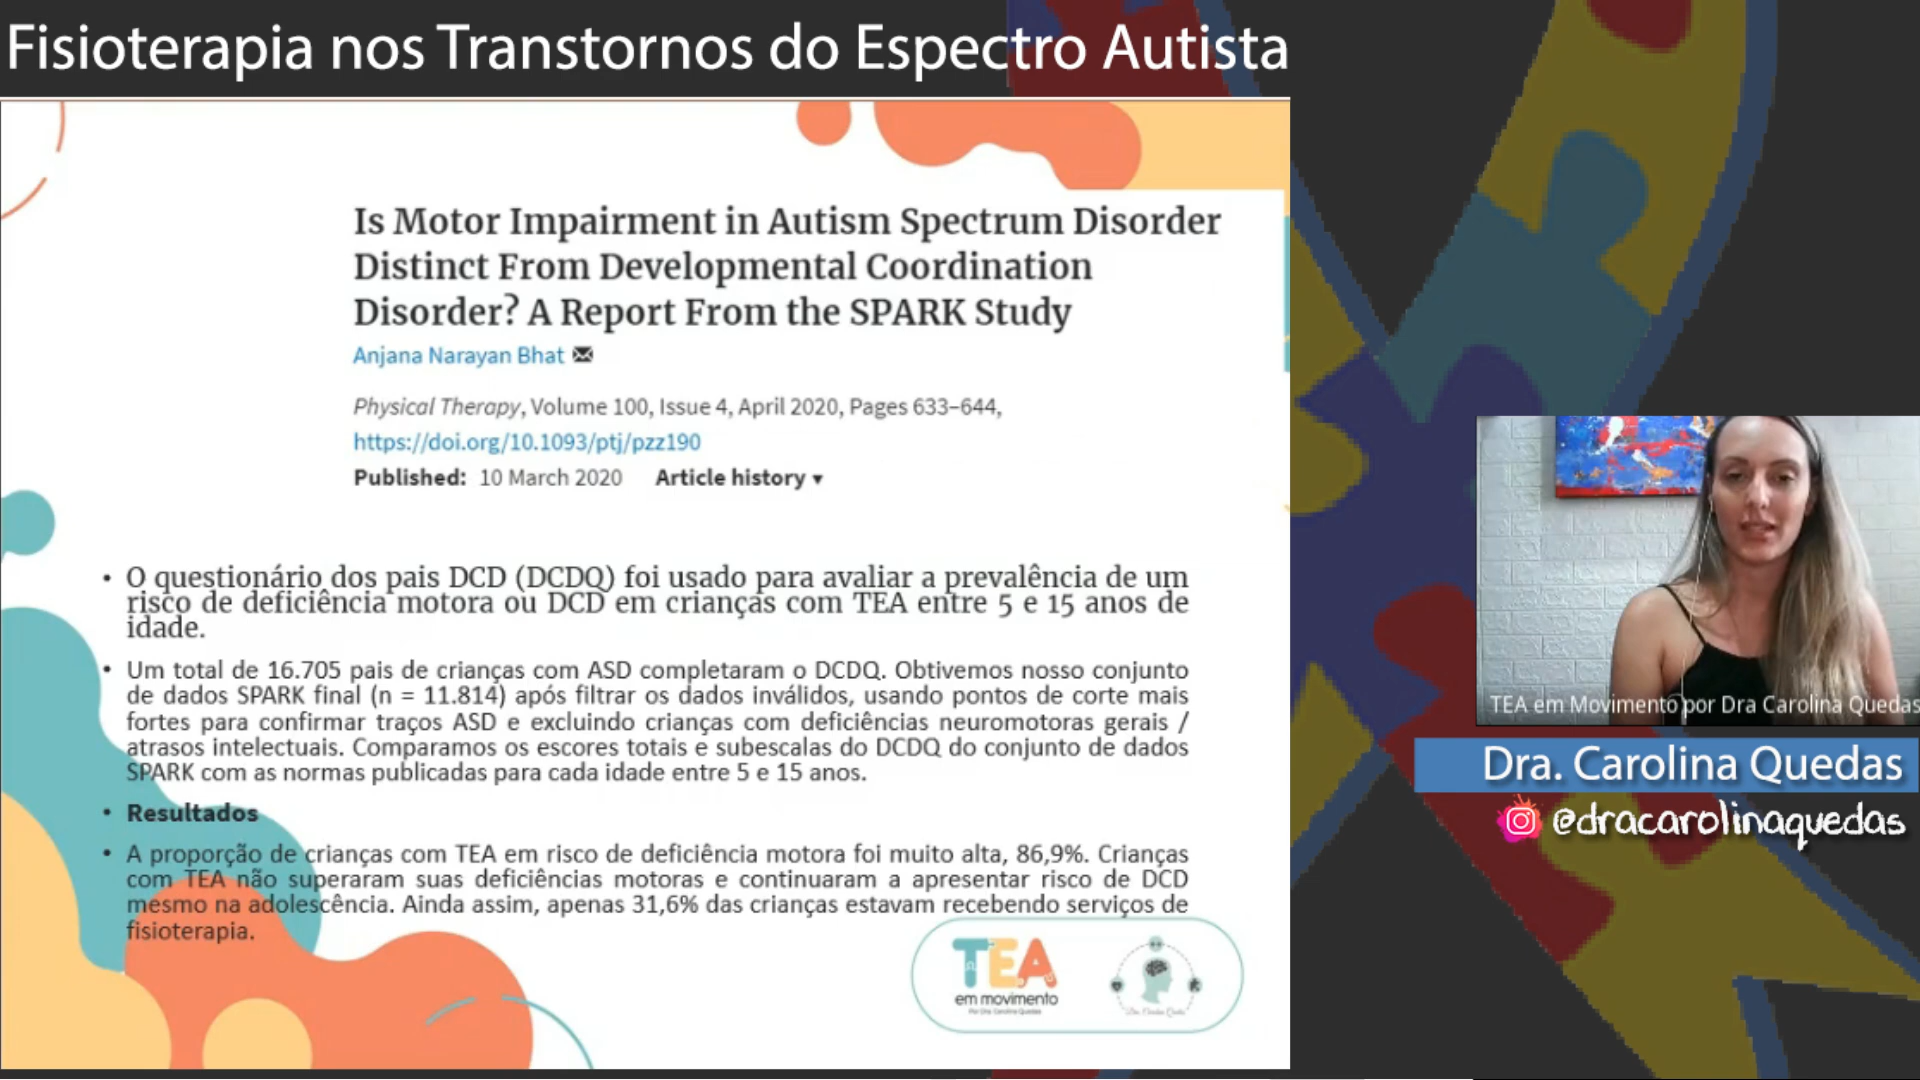 Fisioterapia nos Transtornos do Espectro Autista
Is Motor Impairment in Autism Spectrum Disorder
Distinct From Developmental Coordination
Disorder? A Report From the SPARK Study
Anjana Narayan Bhat
Physical Therapy, Volume 100, Issue 4, April 2020, Pages 633–644,
https://doi.org/10.1093/ptj/pzz190
Published: 10 March 2020 Article history ▾
• O questionário dos pais DCD (DCDQ) foi usado para avaliar a prevalência de um
risco de deficiência motora ou DCD em crianças com TEA entre 5 e 15 anos de
idade.
• Um total de 16.705 pais de crianças com ASD completaram o DCDQ. Obtivemos nosso conjunto
de dados SPARK final (n = 11.814) após filtrar os dados inválidos, usando pontos de corte mais
fortes para confirmar traços ASD e excluindo crianças com deficiências neuromotoras gerais /
atrasos intelectuais. Comparamos os escores totais e subescalas do DCDQ do conjunto de dados
SPARK com as normas publicadas para cada idade entre 5 e 15 anos.
• Resultados
• A proporção de crianças com TEA em risco de deficiência motora foi muito alta, 86,9%. Crianças
com TEA não superaram suas deficiências motoras e continuaram a apresentar risco de DCD
mesmo na adolescência. Ainda assim, apenas 31,6% das crianças estavam recebendo serviços de
fisioterapia.
TEA
em movimento
Por Dra. Carolina Quedas
TEA em Movimento por Dra Carolina Quedas
Dra. Carolina Quedas
@dracarolinaquedas